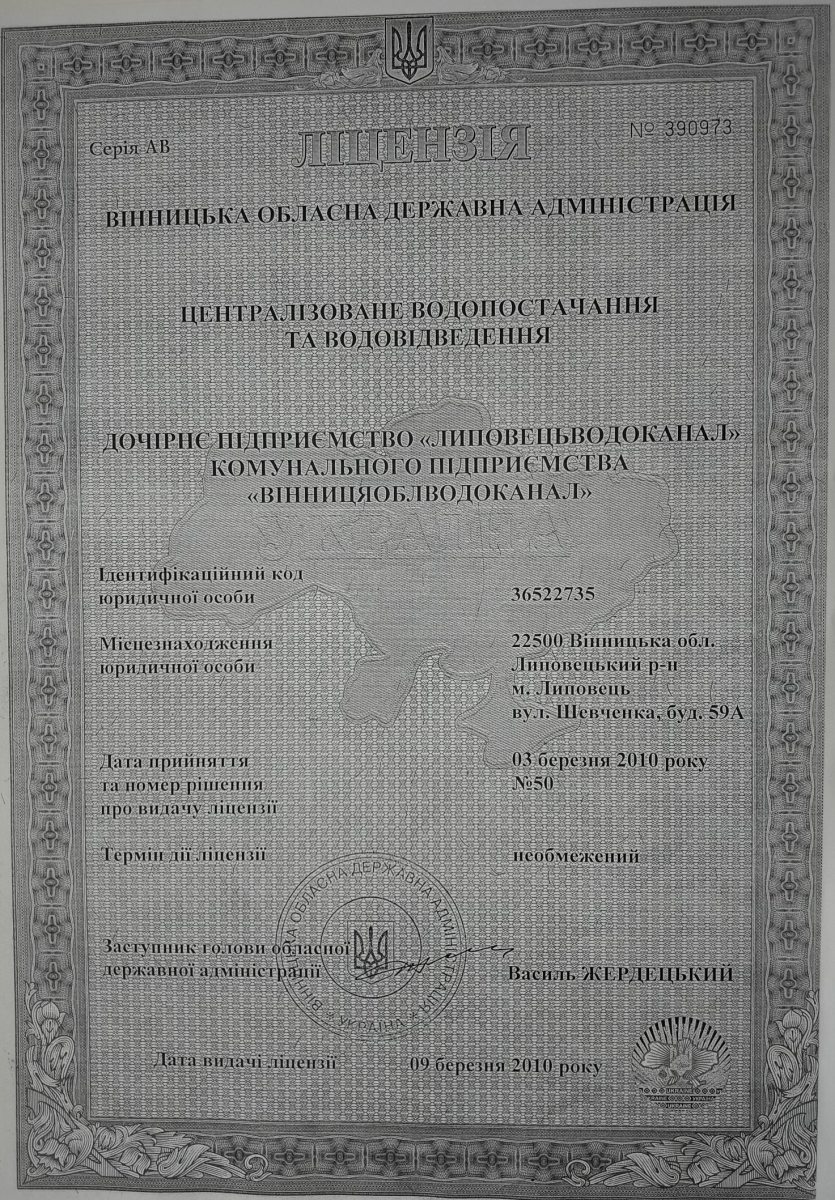 Серія АВ
ЛІЦЕНЗІЯ
№ 390973
ВІННИЦЬКА ОБЛАСНА ДЕРЖАВНА АДМІНІСТРАЦІЯ
ЦЕНТРАЛІЗОВАНЕ ВОДОПОСТАЧАННЯ
ТА ВОДОВІДВЕДЕННЯ
ДОЧІРНЄ ПІДПРИЄМСТВО «ЛИПОВЕЦЬВОДОКАНАЛ»
КОМУНАЛЬНОГО ПІДПРИЄМСТВА
«ВІННИЦЯОБЛВОДОКАНАЛ»
УКРАЇНА
Ідентифікаційний код
юридичної особи
36522735
Місцезнаходження
юридичної особи
22500 Вінницька обл.
Липовецький р-н
м. Липовець
вул. Шевченка, буд. 59А
Дата прийняття
та номер рішення
про видачу ліцензії
03 березня 2010 року
№50
Термін дії ліцензії
необмежений
ВІННИЦЬКА ОБЛАСНА ДЕРЖАВНА АДМІНІСТРАЦІЯ
* УКРАЇНА *
Заступник голови обласної
державної адміністрації
Василь ЖЕРДЕЦЬКИЙ
Дата видачі ліцензії
09 березня 2010 року
UKRAINE